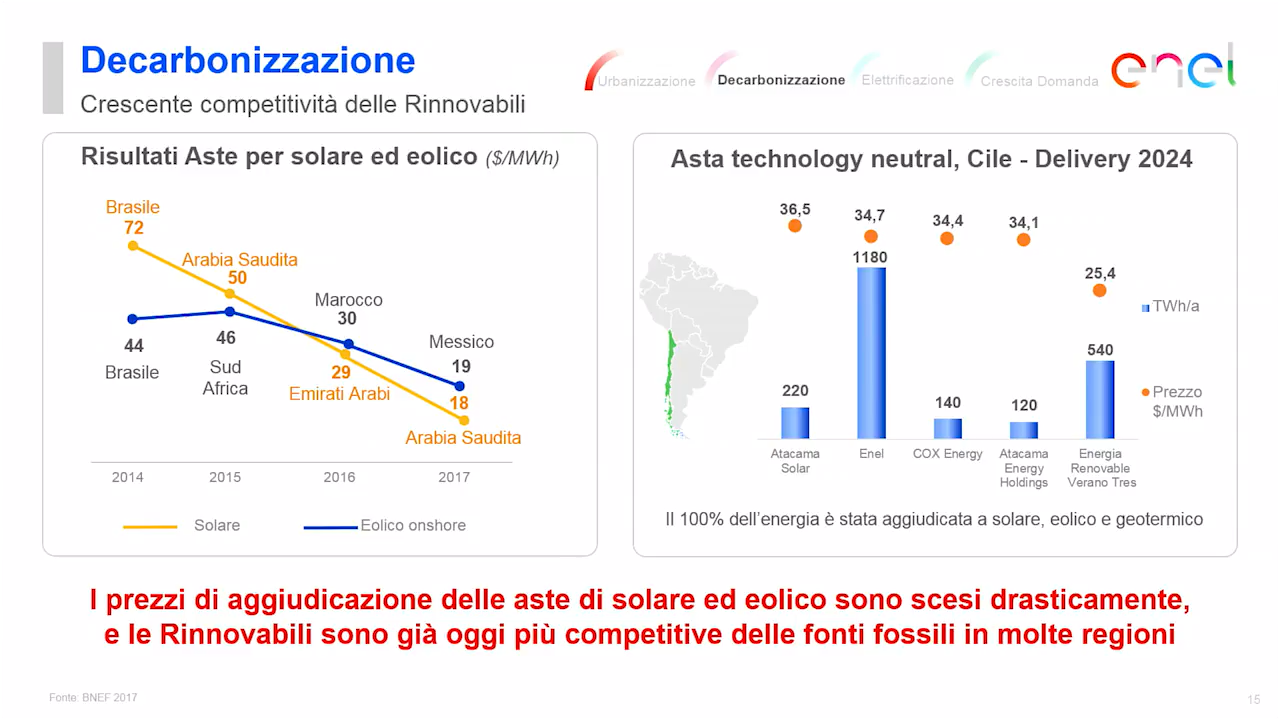 Decarbonizzazione
Crescente competitività delle Rinnovabili
Urbanizzazione
Decarbonizzazione
Elettrificazione
Crescita Domanda
enel
Risultati Aste per solare ed eolico ($/MWh)
Brasile
72
Arabia Saudita
50
Marocco
30
Messico
19
44
Brasile
46
Sud
Africa
29
Emirati Arabi
18
Arabia Saudita
2014
2015
2016
2017
Solare
Eolico onshore
Asta technology neutral, Cile - Delivery 2024
36,5
34,7
34,4
34,1
25,4
220
1180
140
120
540
TWh/a
Prezzo
$/MWh
Atacama
Solar
Enel
COX Energy
Atacama
Energy
Holdings
Energia
Renovable
Verano Tres
Il 100% dell’energia è stata aggiudicata a solare, eolico e geotermico
I prezzi di aggiudicazione delle aste di solare ed eolico sono scesi drasticamente,
e le Rinnovabili sono già oggi più competitive delle fonti fossili in molte regioni
Fonte: BNEF 2017
15